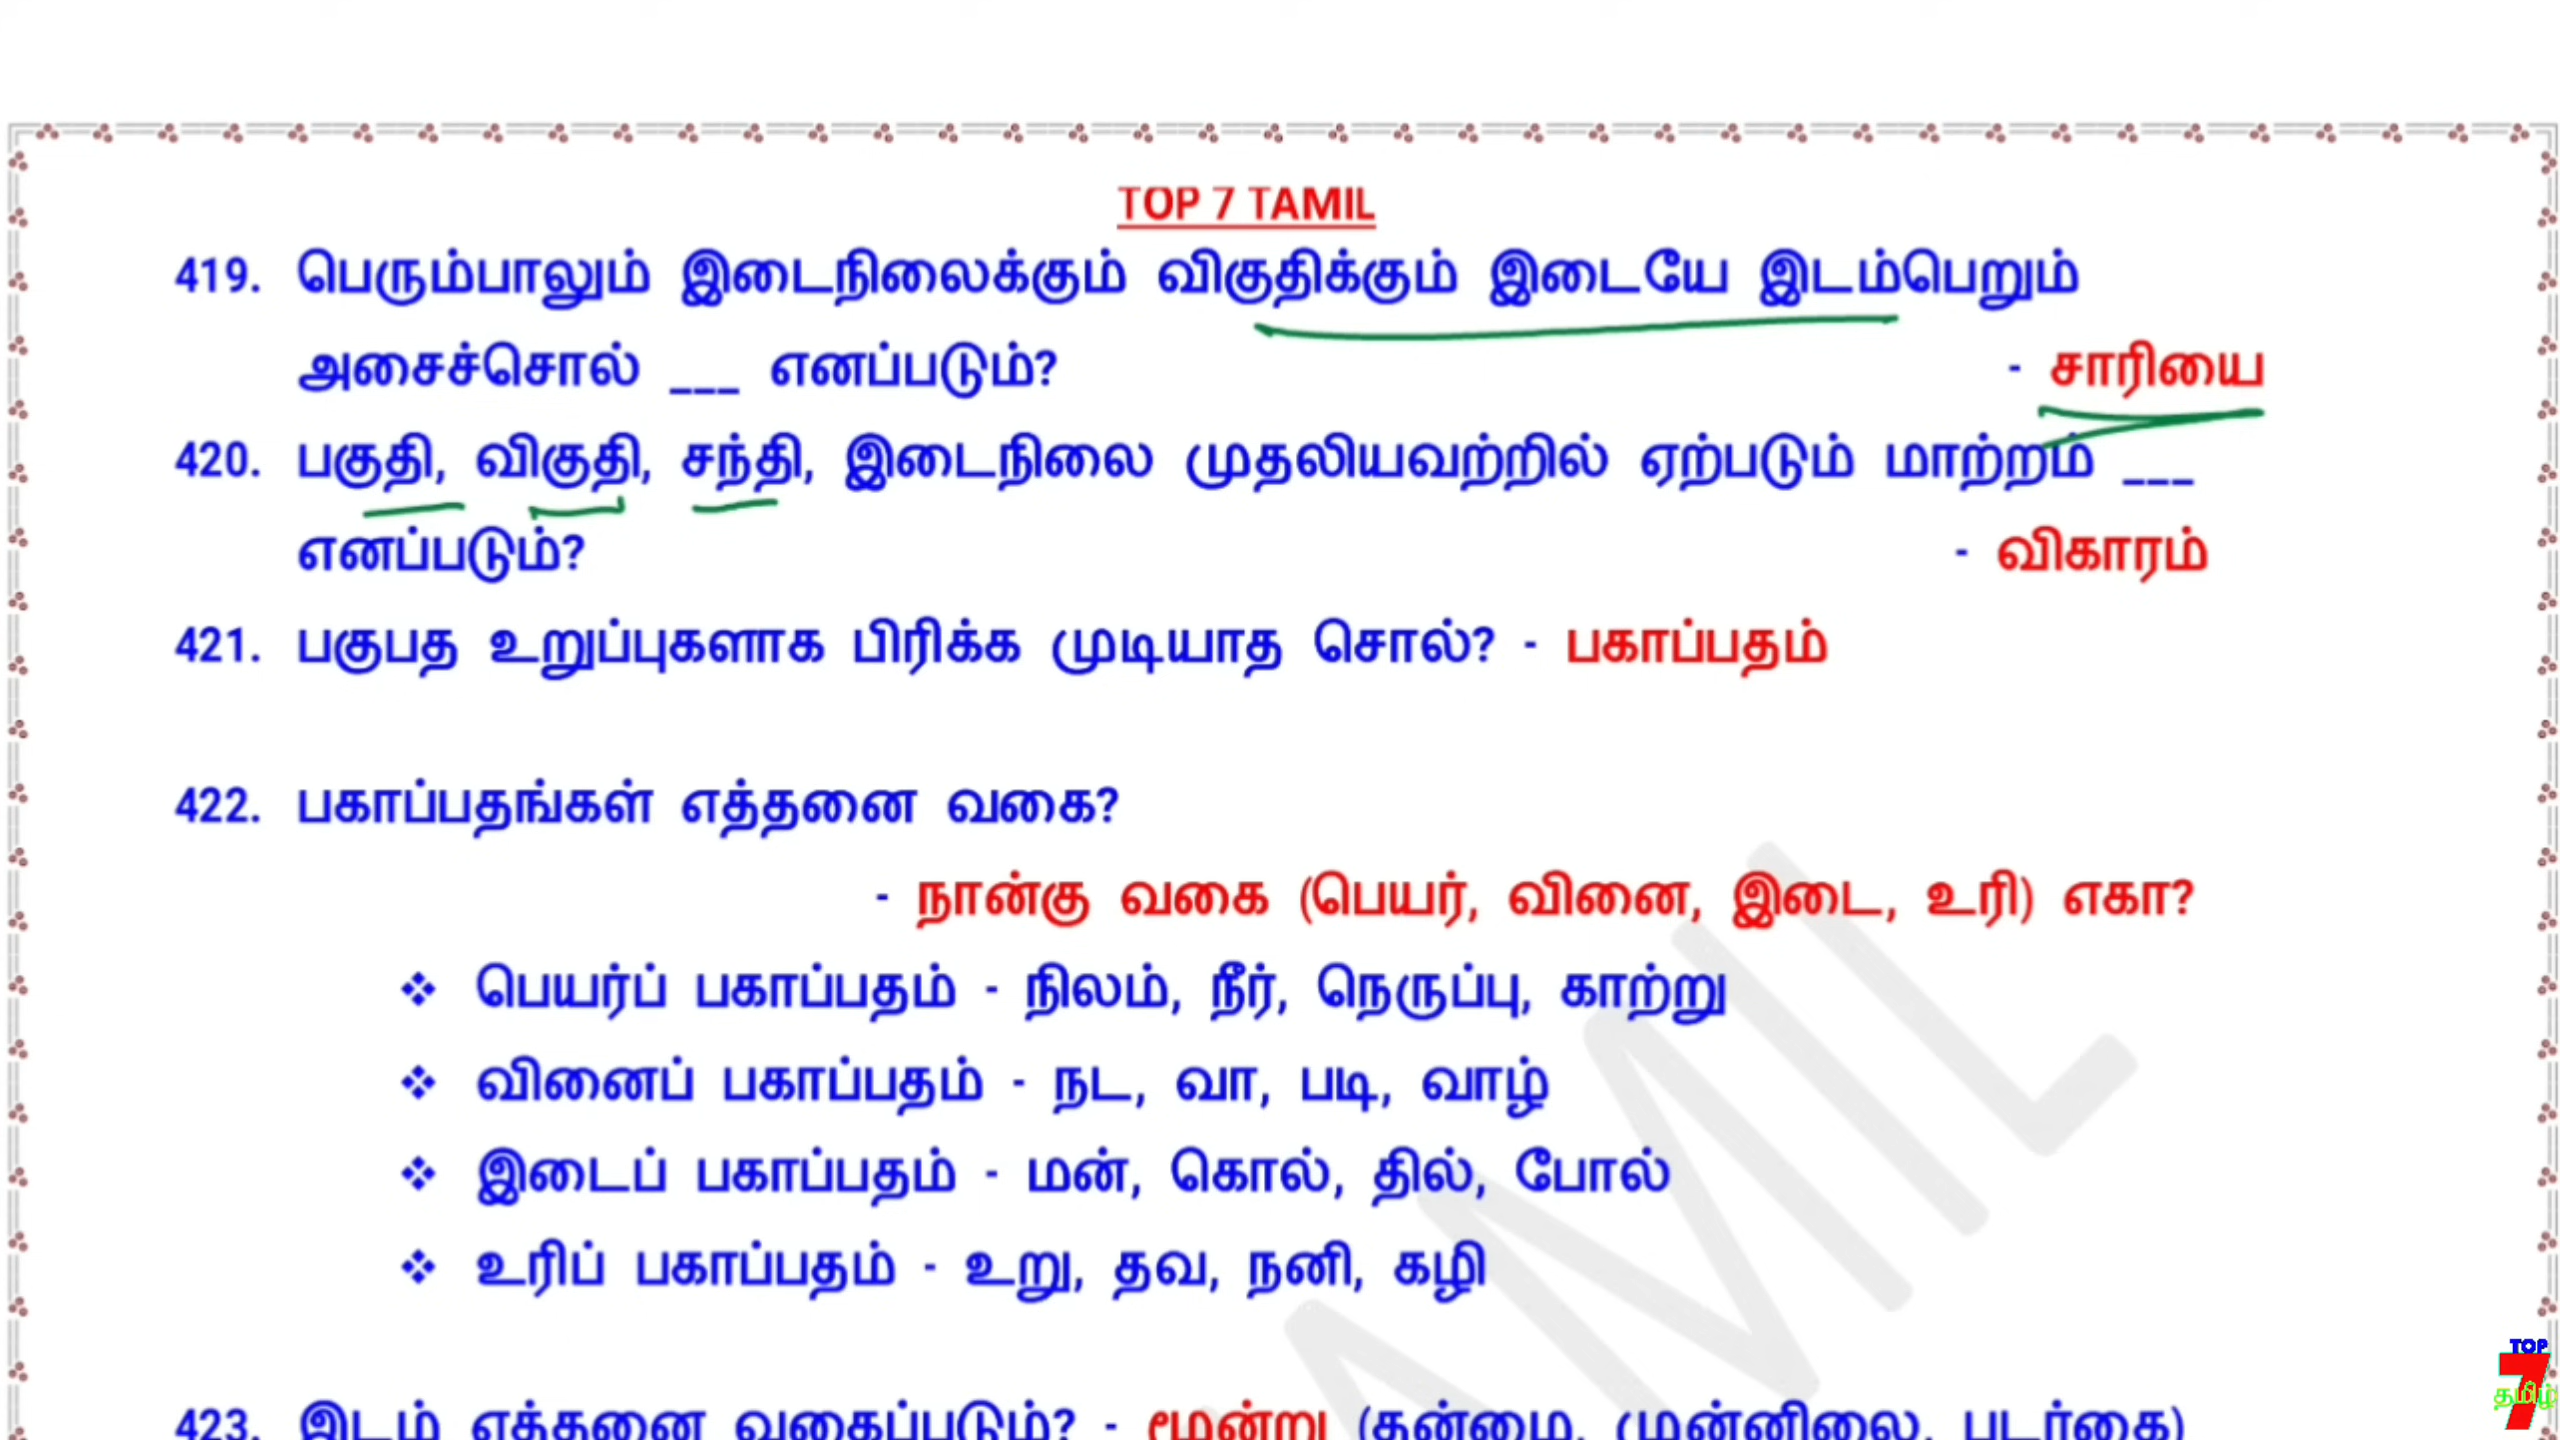 TOP 7 TAMIL
419. பெரும்பாலும் இடைநிலைக்கும் விகுதிக்கும் இடையே இடம்பெறும்
அசைச்சொல் ___ எனப்படும்? - சாரியை
420. பகுதி, விகுதி, சந்தி, இடைநிலை முதலியவற்றில் ஏற்படும் மாற்றம் ___
எனப்படும்? - விகாரம்
421. பகுபத உறுப்புகளாக பிரிக்க முடியாத சொல்? - பகாப்பதம்
422. பகாப்பதங்கள் எத்தனை வகை?
- நான்கு வகை (பெயர், வினை, இடை, உரி) எகா?
❖ பெயர்ப் பகாப்பதம் - நிலம், நீர், நெருப்பு, காற்று
❖ வினைப் பகாப்பதம் - நட, வா, படி, வாழ்
❖ இடைப் பகாப்பதம் - மன், கொல், தில், போல்
❖ உரிப் பகாப்பதம் - உறு, தவ, நனி, கழி
423. இடம் எத்தனை வகைப்படும்? - மூன்று (தன்மை, முன்னிலை, படர்கை)
AMIL
TOP
7
தமிழ்